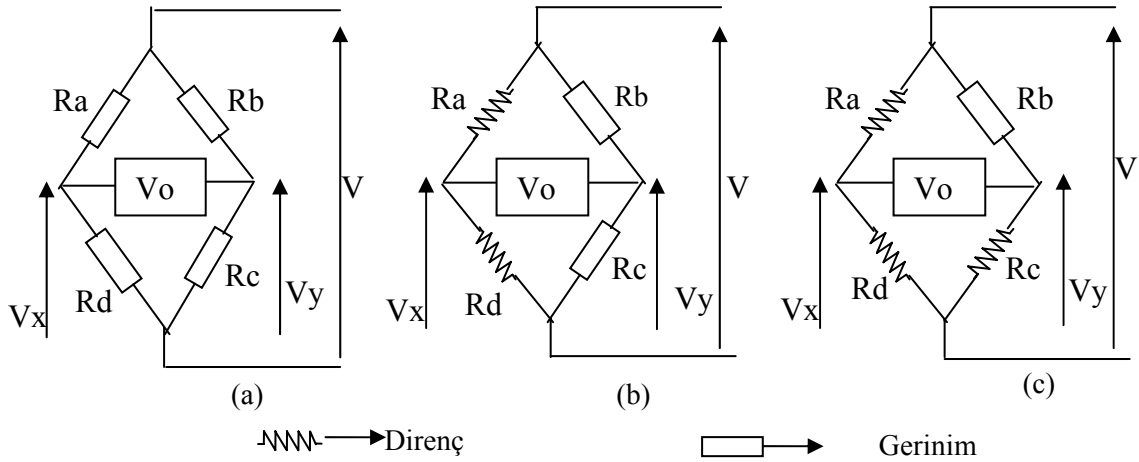 Ra Rb Vo Rd Rc Vx Vy V
(a)
Ra Rb Vo Rd Rc Vx Vy V
(b)
Ra Rb Vo Rd Rc Vx Vy V
(c)
Direnç
Gerinim